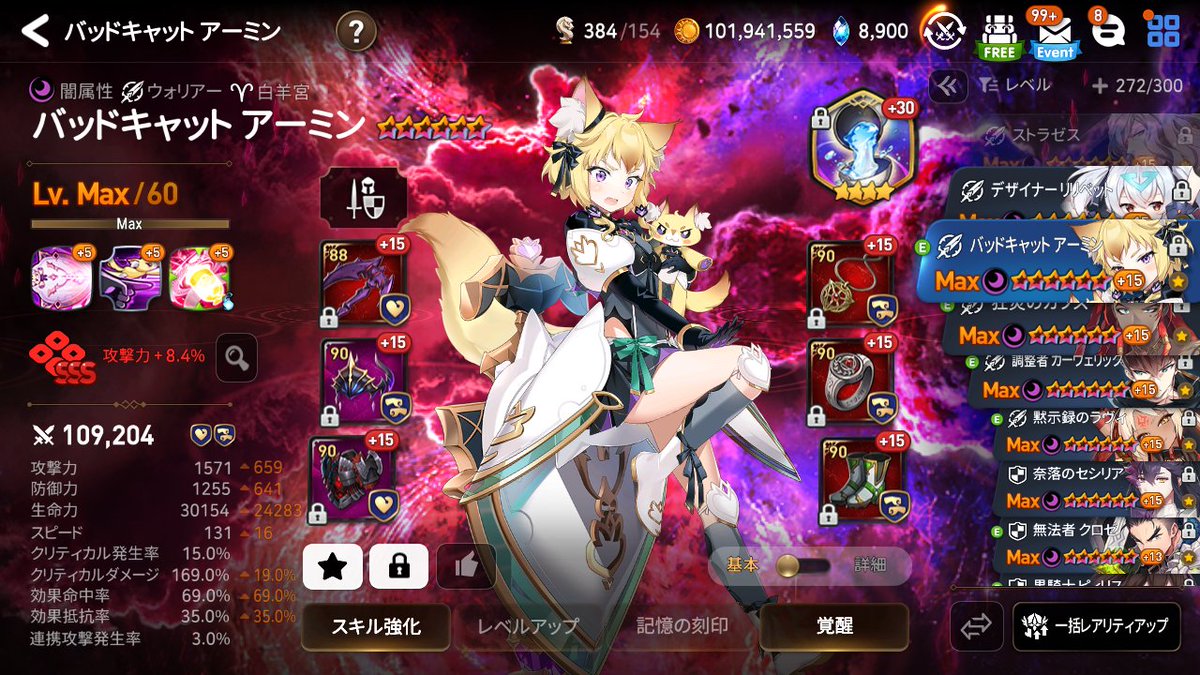 バッドキャット アーミン
?
384/154
101,941,559
8,900
FREE
99+
Event
8
闇属性 ウォリアー 白羊宮
バッドキャット アーミン
Lv. Max/60
Max
+5
+5
+5
SSS
攻撃力+8.4%
109,204
攻撃力 1571 659
防御力 1255 641
生命力 30154 24283
スピード 131 16
クリティカル発生率 15.0%
クリティカルダメージ 169.0% 19.0%
効果命中率 69.0% 69.0%
効果抵抗率 35.0% 35.0%
連携攻撃発生率 3.0%
88 +15
90 +15
90 +15
+30
90 +15
90 +15
90 +15
基本 詳細
スキル強化
レベルアップ
記憶の刻印
覚醒
レベル
272/300
ストラゼス
Max +15
デザイナー リリベット
E バッドキャット アーミン
Max +15
E
Max +15
E 調整者 カーウェリック
Max +15
E 黙示録のラヴィ
Max +15
奈落のセシリア
Max +15
E 無法者 クロゼ
Max +13
一括レアリティアップ